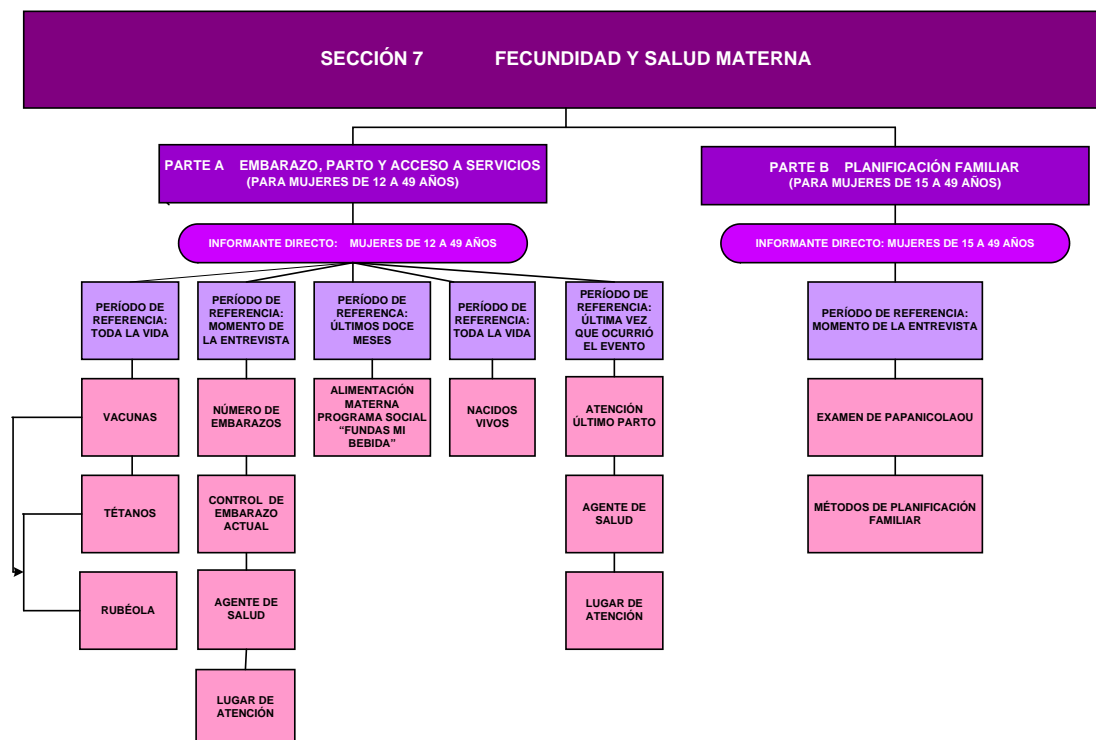 SECCIÓN 7 FECUNDIDAD Y SALUD MATERNA
PARTE A EMBARAZO, PARTO Y ACCESO A SERVICIOS
(PARA MUJERES DE 12 A 49 AÑOS)
PARTE B PLANIFICACIÓN FAMILIAR
(PARA MUJERES DE 15 A 49 AÑOS)
INFORMANTE DIRECTO: MUJERES DE 12 A 49 AÑOS
INFORMANTE DIRECTO: MUJERES DE 15 A 49 AÑOS
PERÍODO DE
REFERENCIA:
TODA LA VIDA
PERÍODO DE
REFERENCIA:
MOMENTO DE
LA ENTREVISTA
PERÍODO DE
REFERENCA:
ÚLTIMOS DOCE
MESES
PERÍODO DE
REFERENCIA:
TODA LA VIDA
PERÍODO DE
REFERENCIA:
ÚLTIMA VEZ
QUE OCURRIÓ
EL EVENTO
PERÍODO DE REFERENCIA:
MOMENTO DE LA ENTREVISTA
VACUNAS
NÚMERO DE
EMBARAZOS
ALIMENTACIÓN
MATERNA
PROGRAMA SOCIAL
“FUNDAS MI
BEBIDA”
NACIDOS
VIVOS
ATENCIÓN
ÚLTIMO PARTO
EXAMEN DE PAPANICOLAOU
TÉTANOS
CONTROL DE
EMBARAZO
ACTUAL
AGENTE DE
SALUD
MÉTODOS DE PLANIFICACIÓN
FAMILIAR
RUBÉOLA
AGENTE DE
SALUD
LUGAR DE
ATENCIÓN
LUGAR DE
ATENCIÓN